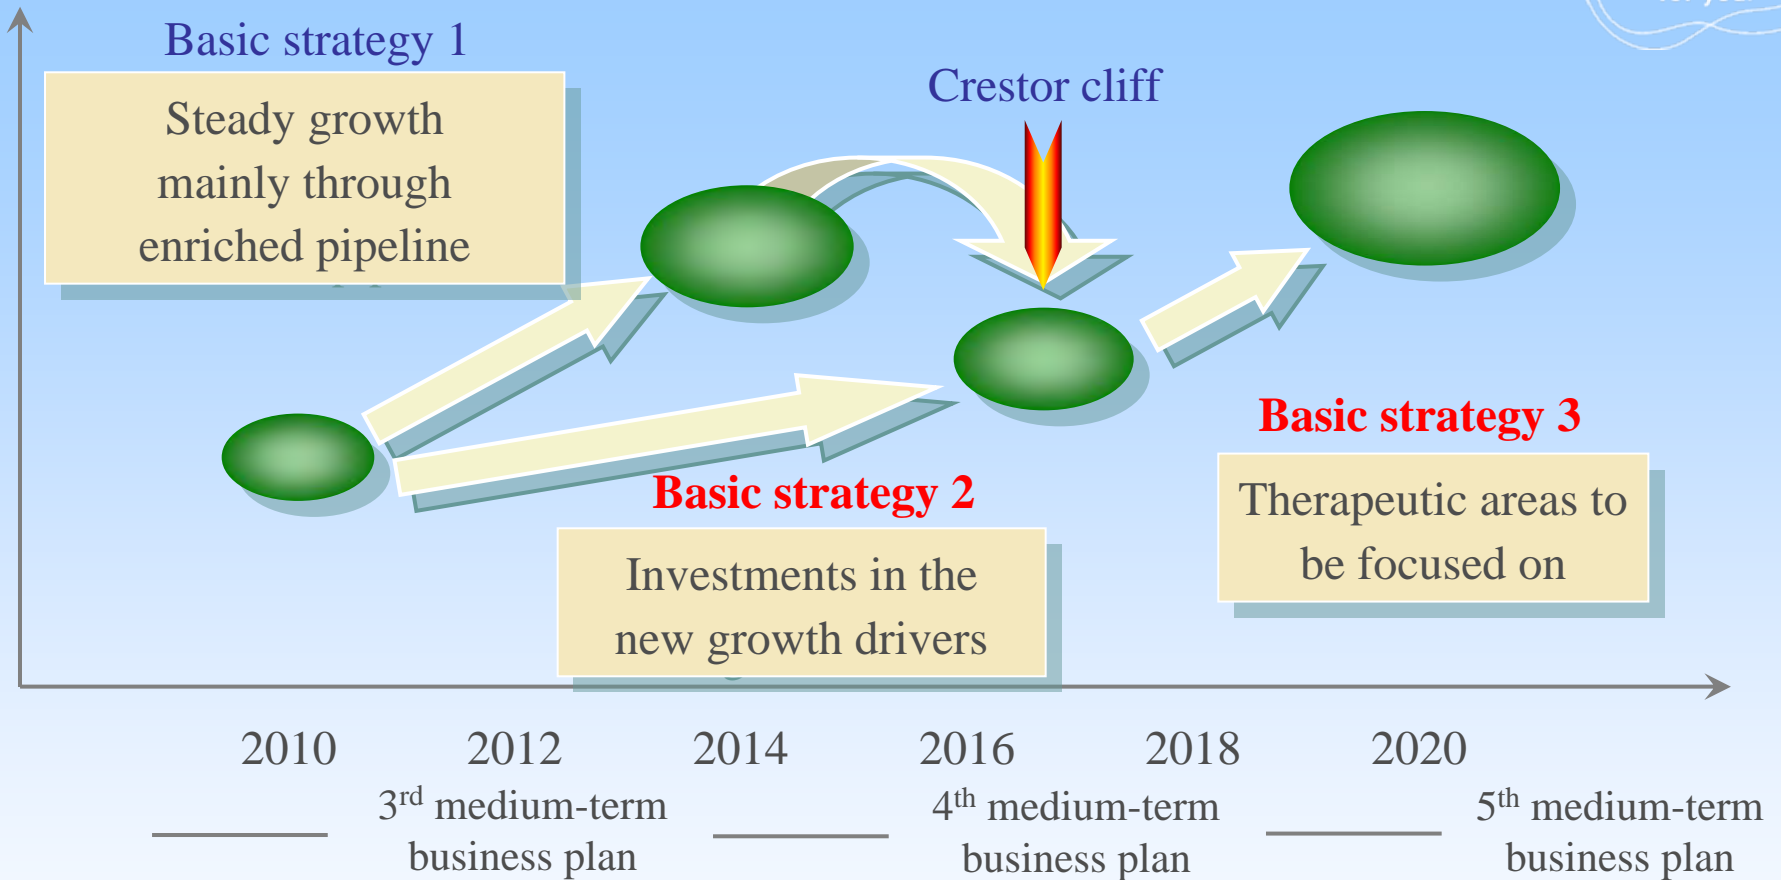 Basic strategy 1
Steady growth
mainly through
enriched pipeline
Crestor cliff
Basic strategy 2
Investments in the
new growth drivers
Basic strategy 3
Therapeutic areas to
be focused on
2010 2012 2014 2016 2018 2020
3rd medium-term
business plan
4th medium-term
business plan
5th medium-term
business plan